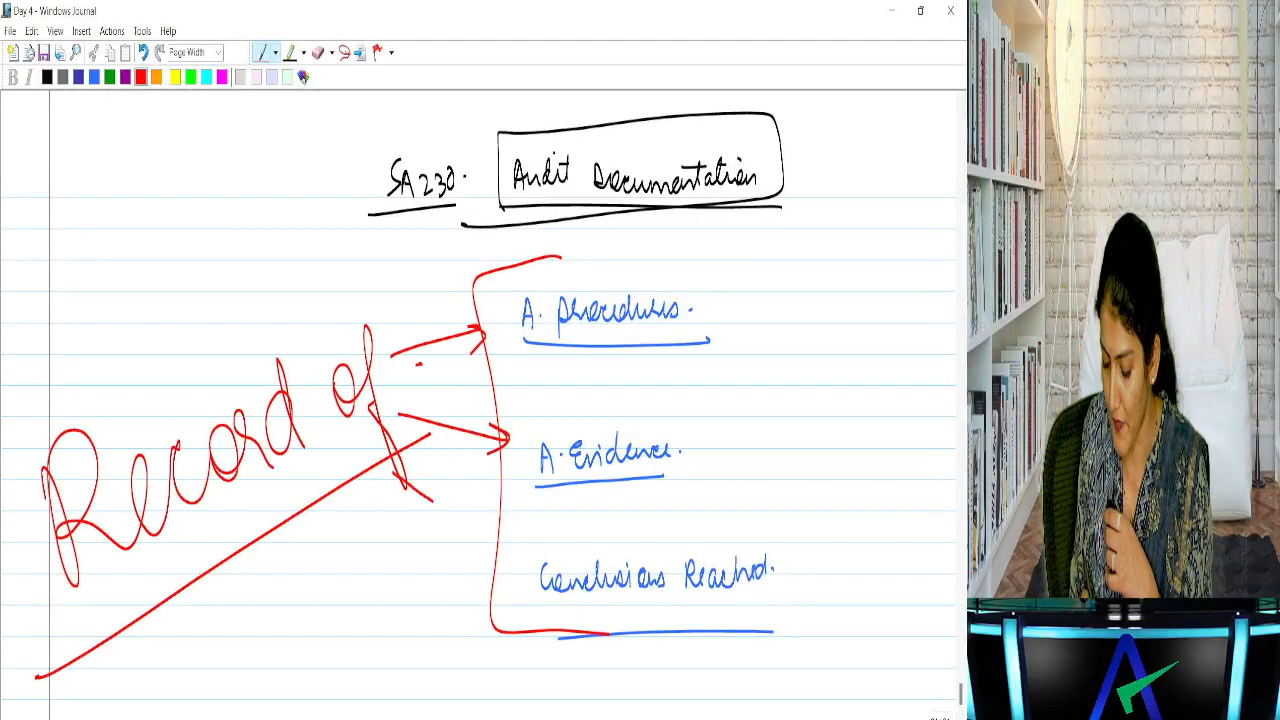 Day 4 - Windows Journal
File Edit View Insert Actions Tools Help
Page Width
B I
SA 230. Audit Documentation
A. Procedures.
Record of
A. Evidence.
Conclusions Reached.